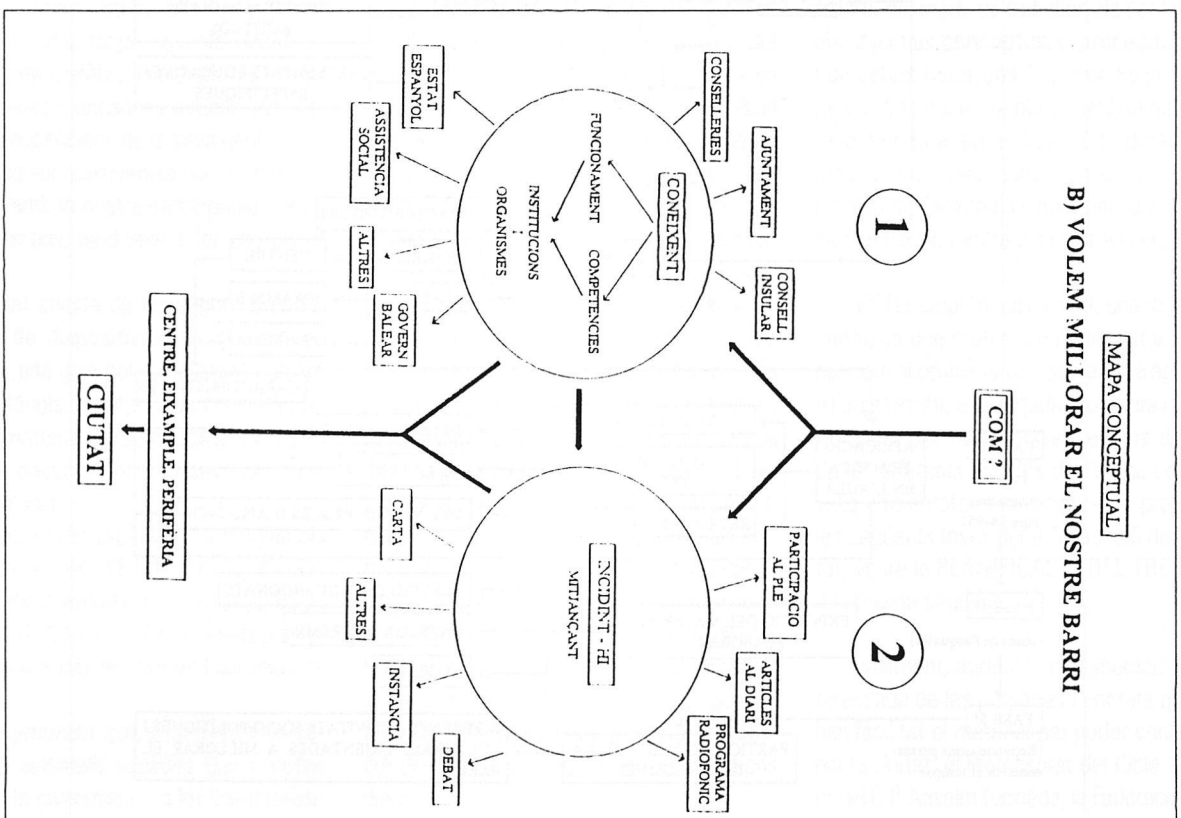 MAPA CONCEPTUAL
B) VOLEM MILLORAR EL NOSTRE BARRI
COM ?
1
2
CONSELLERIES
AJUNTAMENT
CONSELL
INSULAR
CONEIXENT
FUNCIONAMENT
COMPETENCIES
INSTITUCIONS
I
ORGANISMES
ESTAT
ESPANYOL
ASSISTENCIA
SOCIAL
ALTRES
GOVERN
BALEAR
PARTICIPACIO
AL PLE
ARTICLES
AL DIARI
PROGRAMA
RADIOFONIC
INCIDINT- HI
MITJANÇANT
CARTA
ALTRES
INSTANCIA
DEBAT
CENTRE, EIXAMPLE, PERIFÈRIA
CIUTAT